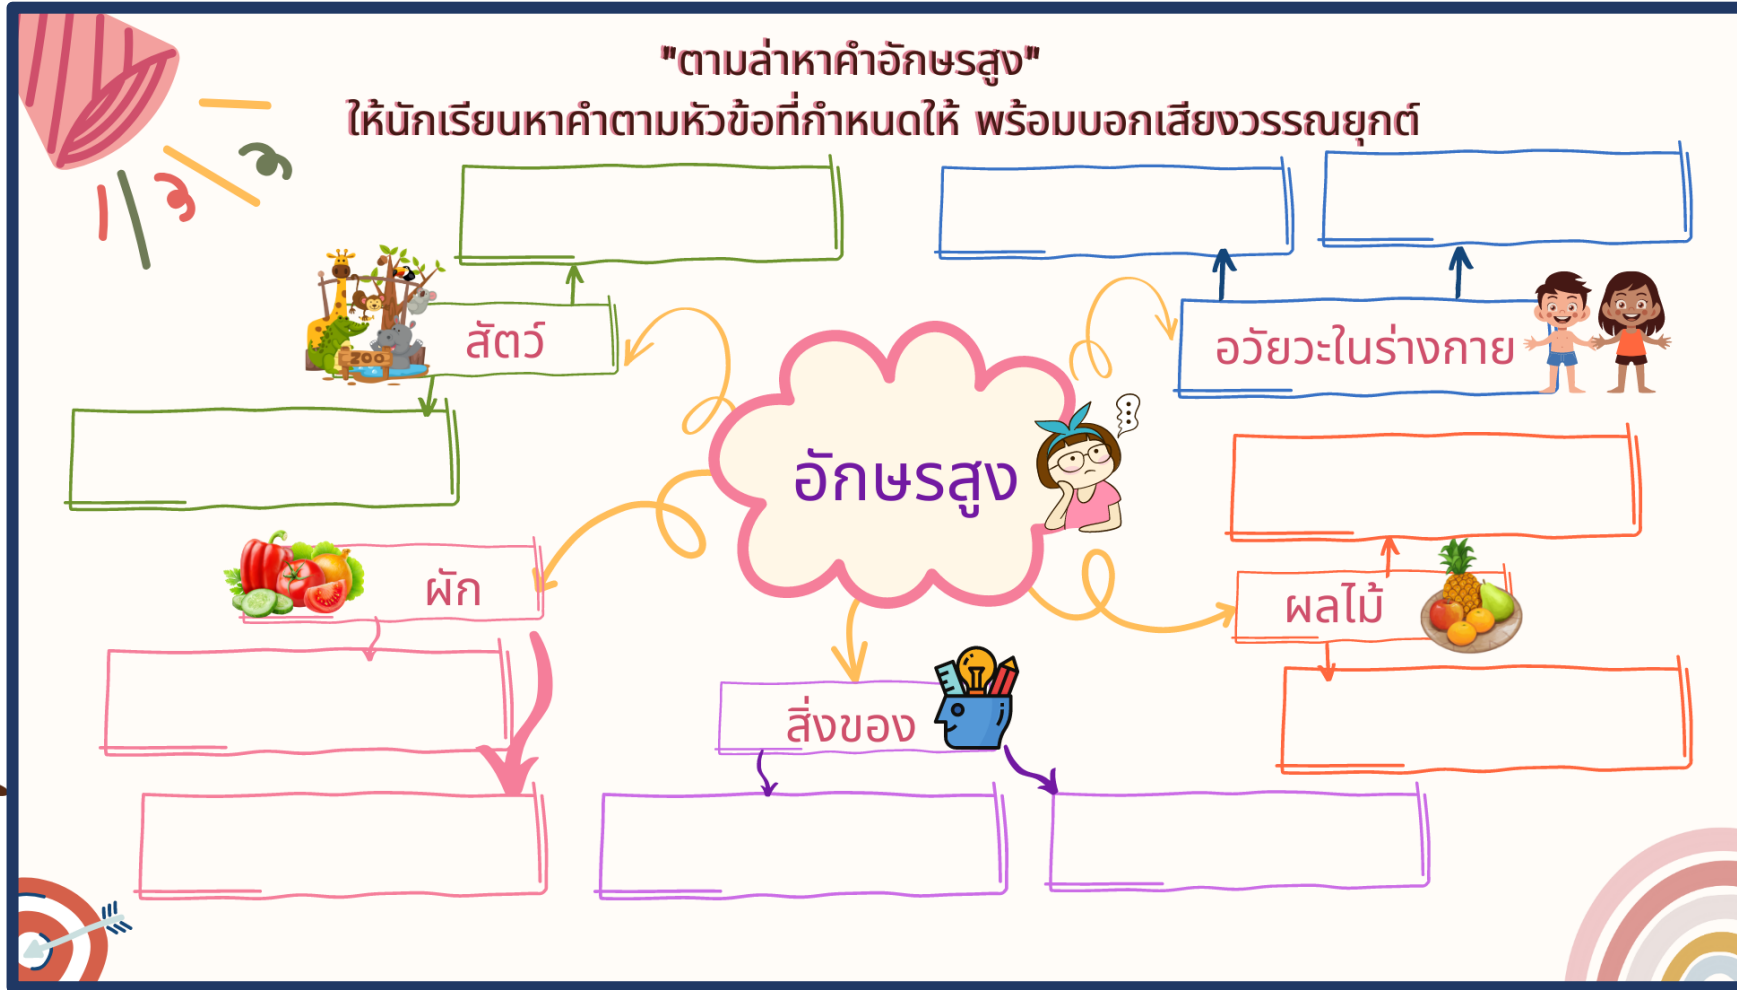 "ตามล่าหาคำอักษรสูง"
ให้นักเรียนหาคำตามหัวข้อที่กำหนดให้ พร้อมบอกเสียงวรรณยุกต์
สัตว์
ZOO
อวัยวะในร่างกาย
อักษรสูง
ผัก
ผลไม้
สิ่งของ